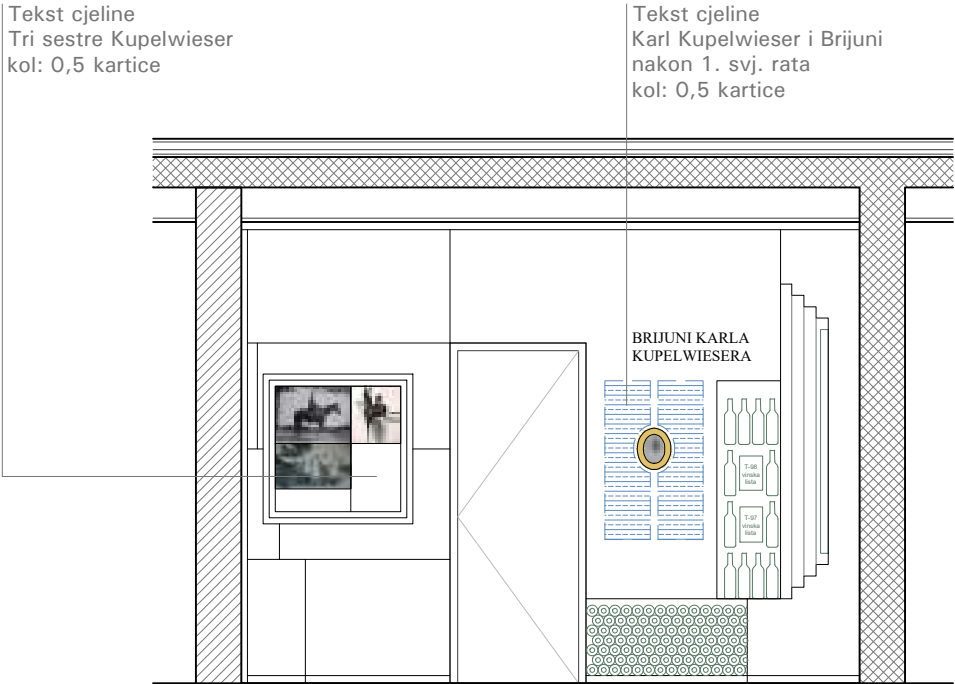 Tekst cjeline
Tri sestre Kupelwieser
kol: 0,5 kartice
Tekst cjeline
Karl Kupelwieser i Brijuni
nakon 1. svj. rata
kol: 0,5 kartice
BRIJUNI KARLA
KUPELWIESERA
T-98
vinska
lista
T-97
vinska
lista